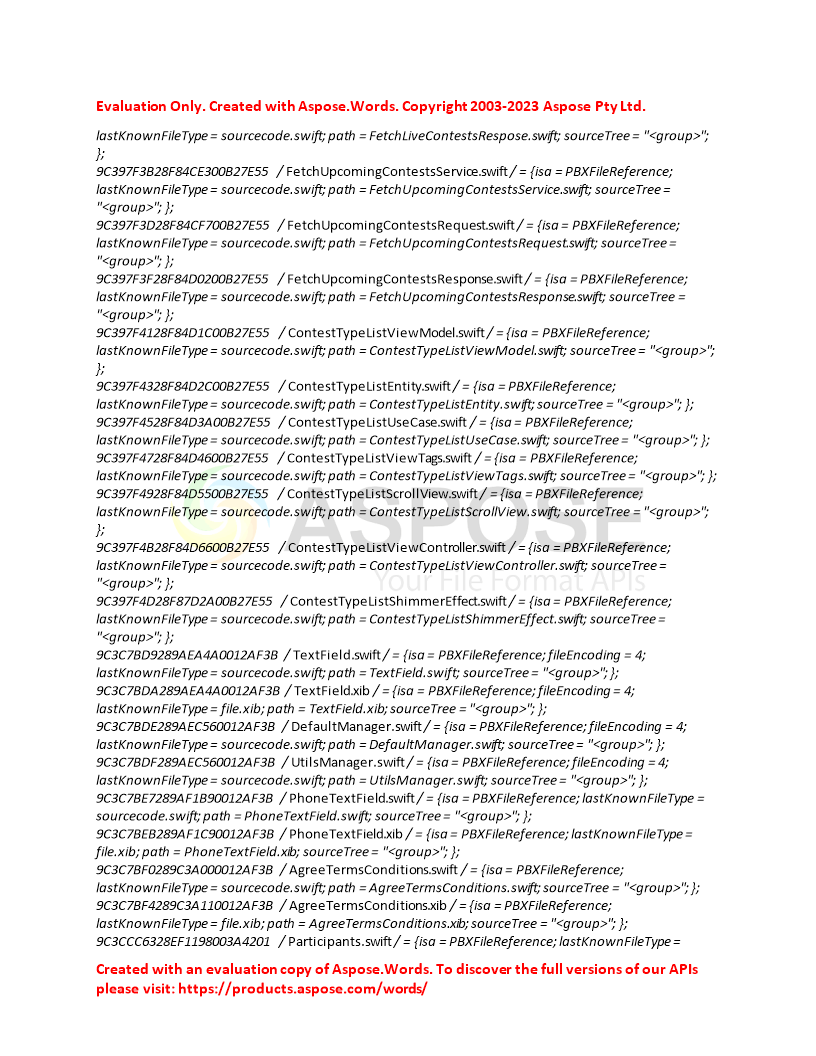 Evaluation Only. Created with Aspose.Words. Copyright 2003-2023 Aspose Pty Ltd.
lastKnownFileType = sourcecode.swift; path = FetchLiveContestsRespose.swift; sourceTree = "<group>";
};
9C397F3B28F84CE300B27E55 / FetchUpcomingContestsService.swift / = {isa = PBXFileReference;
lastKnownFileType = sourcecode.swift; path = FetchUpcomingContestsService.swift; sourceTree =
"<group>"; };
9C397F3D28F84CF700B27E55 / FetchUpcomingContestsRequest.swift / = {isa = PBXFileReference;
lastKnownFileType = sourcecode.swift; path = FetchUpcomingContestsRequest.swift; sourceTree =
"<group>"; };
9C397F3F28F84D0200B27E55 / FetchUpcomingContestsResponse.swift / = {isa = PBXFileReference;
lastKnownFileType = sourcecode.swift; path = FetchUpcomingContestsResponse.swift; sourceTree =
"<group>"; };
9C397F4128F84D1C00B27E55 / ContestTypeListViewModel.swift / = {isa = PBXFileReference;
lastKnownFileType = sourcecode.swift; path = ContestTypeListViewModel.swift; sourceTree = "<group>";
};
9C397F4328F84D2C00B27E55 / ContestTypeListEntity.swift / = {isa = PBXFileReference;
lastKnownFileType = sourcecode.swift; path = ContestTypeListEntity.swift; sourceTree = "<group>"; };
9C397F4528F84D3A00B27E55 / ContestTypeListUseCase.swift / = {isa = PBXFileReference;
lastKnownFileType = sourcecode.swift; path = ContestTypeListUseCase.swift; sourceTree = "<group>"; };
9C397F4728F84D4600B27E55 / ContestTypeListViewTags.swift / = {isa = PBXFileReference;
lastKnownFileType = sourcecode.swift; path = ContestTypeListViewTags.swift; sourceTree = "<group>"; };
9C397F4928F84D5500B27E55 / ContestTypeListScrollView.swift / = {isa = PBXFileReference;
lastKnownFileType = sourcecode.swift; path = ContestTypeListScrollView.swift; sourceTree = "<group>";
};
ASPOSE
9C397F4B28F84D6600B27E55 / ContestTypeListViewController.swift / = {isa = PBXFileReference;
lastKnownFileType = sourcecode.swift; path = ContestTypeListViewController.swift; sourceTree =
"<group>"; };
Your File Format APIs
9C397F4D28F87D2A00B27E55 / ContestTypeListShimmerEffect.swift / = {isa = PBXFileReference;
lastKnownFileType = sourcecode.swift; path = ContestTypeListShimmerEffect.swift; sourceTree =
"<group>"; };
9C3C7BD9289AEA4A0012AF3B / TextField.swift / = {isa = PBXFileReference; fileEncoding = 4;
lastKnownFileType = sourcecode.swift; path = TextField.swift; sourceTree = "<group>"; };
9C3C7BDA289AEA4A0012AF3B / TextField.xib / = {isa = PBXFileReference; fileEncoding = 4;
lastKnownFileType = file.xib; path = TextField.xib; sourceTree = "<group>"; };
9C3C7BDE289AEC560012AF3B / DefaultManager.swift / = {isa = PBXFileReference; fileEncoding = 4;
lastKnownFileType = sourcecode.swift; path = DefaultManager.swift; sourceTree = "<group>"; };
9C3C7BDF289AEC560012AF3B / UtilsManager.swift / = {isa = PBXFileReference; fileEncoding = 4;
lastKnownFileType = sourcecode.swift; path = UtilsManager.swift; sourceTree = "<group>"; };
9C3C7BE7289AF1B90012AF3B / PhoneTextField.swift / = {isa = PBXFileReference; lastKnownFileType =
sourcecode.swift; path = PhoneTextField.swift; sourceTree = "<group>"; };
9C3C7BEB289AF1C90012AF3B / PhoneTextField.xib / = {isa = PBXFileReference; lastKnownFileType =
file.xib; path = PhoneTextField.xib; sourceTree = "<group>"; };
9C3C7BF0289C3A000012AF3B / AgreeTermsConditions.swift / = {isa = PBXFileReference;
lastKnownFileType = sourcecode.swift; path = AgreeTermsConditions.swift; sourceTree = "<group>"; };
9C3C7BF4289C3A110012AF3B / AgreeTermsConditions.xib / = {isa = PBXFileReference;
lastKnownFileType = file.xib; path = AgreeTermsConditions.xib; sourceTree = "<group>"; };
9C3CCC6328EF1198003A4201 / Participants.swift / = {isa = PBXFileReference; lastKnownFileType =
Created with an evaluation copy of Aspose.Words. To discover the full versions of our APIs
please visit: https://products.aspose.com/words/